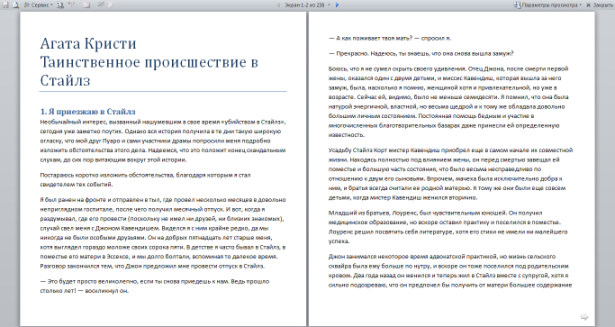 Сервис
Экран 1-2 из 238
Параметры просмотра
Закрыть
Агата Кристи
Таинственное происшествие в
Стайлз
1. Я приезжаю в Стайлз
Необычайный интерес, вызванный нашумевшим в свое время «убийством в Стайлз»,
сегодня уже заметно поутих. Однако вся история получила в те дни такую широкую
огласку, что мой друг Пуаро и сами участники драмы попросили меня подробно
изложить обстоятельства этого дела. Надеемся, что это положит конец скандальным
слухам, до сих пор витающим вокруг этой истории.
Постараюсь коротко изложить обстоятельства, благодаря которым я стал
свидетелем тех событий.
Я был ранен на фронте и отправлен в тыл, где провел несколько месяцев в довольно
неприглядном госпитале, после чего получил месячный отпуск. И вот, когда я
раздумывал, где его провести (поскольку не имел ни друзей, ни близких знакомых),
случай свел меня с Джоном Кавендишем. Виделся я с ним крайне редко, да мы
никогда не были особыми друзьями. Он на добрых пятнадцать лет старше меня,
хотя выглядел гораздо моложе своих сорока пяти. В детстве я часто бывал в Стайлз, в
поместье его матери в Эссексе, и мы долго болтали, вспоминая то далекое время.
Разговор закончился тем, что Джон предложил мне провести отпуск в Стайлз.
— Это будет просто великолепно, если ты снова приедешь к нам. Ведь прошло
столько лет! — воскликнул он.
— А как поживает твоя мать? — спросил я.
— Прекрасно. Надеюсь, ты знаешь, что она снова вышла замуж?
Боюсь, что я не сумел скрыть своего удивления. Отец Джона, после смерти первой
жены, оказался один с двумя детьми, и миссис Кавендиш, которая вышла за него
замуж, была, насколько я помню, женщиной хотя и привлекательной, но уже в
возрасте. Сейчас ей, видимо, было не меньше семидесяти. Я помнил, что она была
натурой энергичной, властной, но весьма щедрой и к тому же обладала довольно
большим личным состоянием. Постоянная помощь бедным и участие в
многочисленных благотворительных базарах даже принесли ей определенную
известность.
Усадьбу Стайлз Корт мистер Кавендиш приобрел еще в самом начале их совместной
жизни. Находясь полностью под влиянием жены, он перед смертью завещал ей
поместье и большую часть состояния, что было весьма несправедливо по
отношению к двум его сыновьям. Впрочем, мачеха была исключительно добра к
ним, и братья всегда считали ее родной матерью. К тому же они были еще совсем
детьми, когда мистер Кавендиш женился вторично.
Младший из братьев, Лоуренс, был чувствительным юношей. Он получил
медицинское образование, но вскоре оставил практику и поселился в поместье.
Лоуренс решил посвятить себя литературе, хотя его стихи не имели ни малейшего
успеха.
Джон занимался некоторое время адвокатской практикой, но жизнь сельского
сквайра была ему больше по нутру, и вскоре он тоже поселился под родительским
кровом. Два года назад он женился и теперь жил в Стайлз вместе с супругой, хотя я
сильно подозреваю, что он предпочел бы получить от матери большее содержание